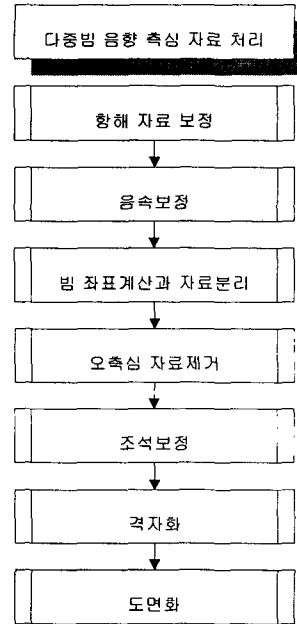 다중빔 음향 측심 자료 처리
항해 자료 보정
음속보정
빔 좌표계산과 자료분리
오측심 자료제거
조석보정
격자화
도면화